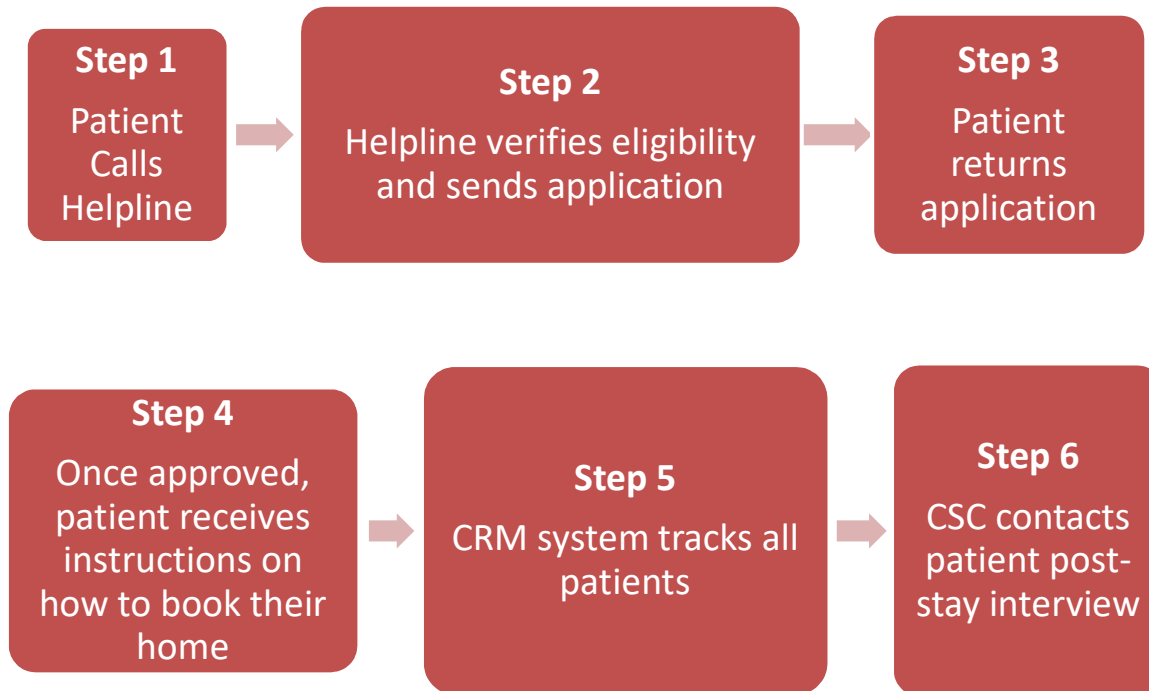 Step 1
Patient
Calls
Helpline
Step 2
Helpline verifies eligibility
and sends application
Step 3
Patient
returns
application
Step 4
Once approved,
patient receives
instructions on
how to book their
home
Step 5
CRM system tracks all
patients
Step 6
CSC contacts
patient post-
stay interview